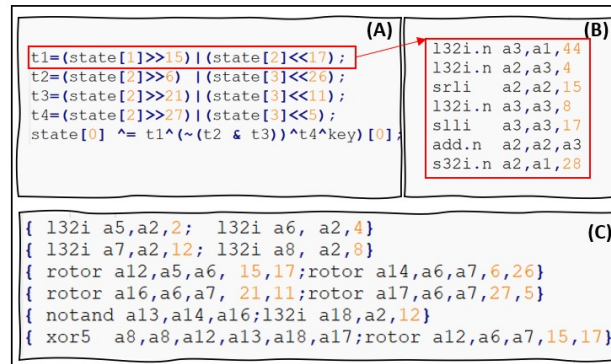 (A)
t1=(state[1]>>15)|(state[2]<<17);
t2=(state[2]>>6) |(state[3]<<26);
t3=(state[2]>>21)|(state[3]<<11);
t4=(state[2]>>27)|(state[3]<<5);
state[0] ^= t1^(~(t2 & t3))^t4^key)[0];
(B)
l32i.n a3,a1,44
l32i.n a2,a3,4
srli a2,a2,15
l32i.n a3,a3,8
slli a3,a3,17
add.n a2,a2,a3
s32i.n a2,a1,28
(C)
{ l32i a5,a2,2; l32i a6, a2,4}
{ l32i a7,a2,12; l32i a8, a2,8}
{ rotor a12,a5,a6, 15,17;rotor a14,a6,a7,6,26}
{ rotor a16,a6,a7, 21,11;rotor a17,a6,a7,27,5}
{ notand a13,a14,a16;l32i a18,a2,12}
{ xor5 a8,a8,a12,a13,a18,a17;rotor a12,a6,a7,15,17}